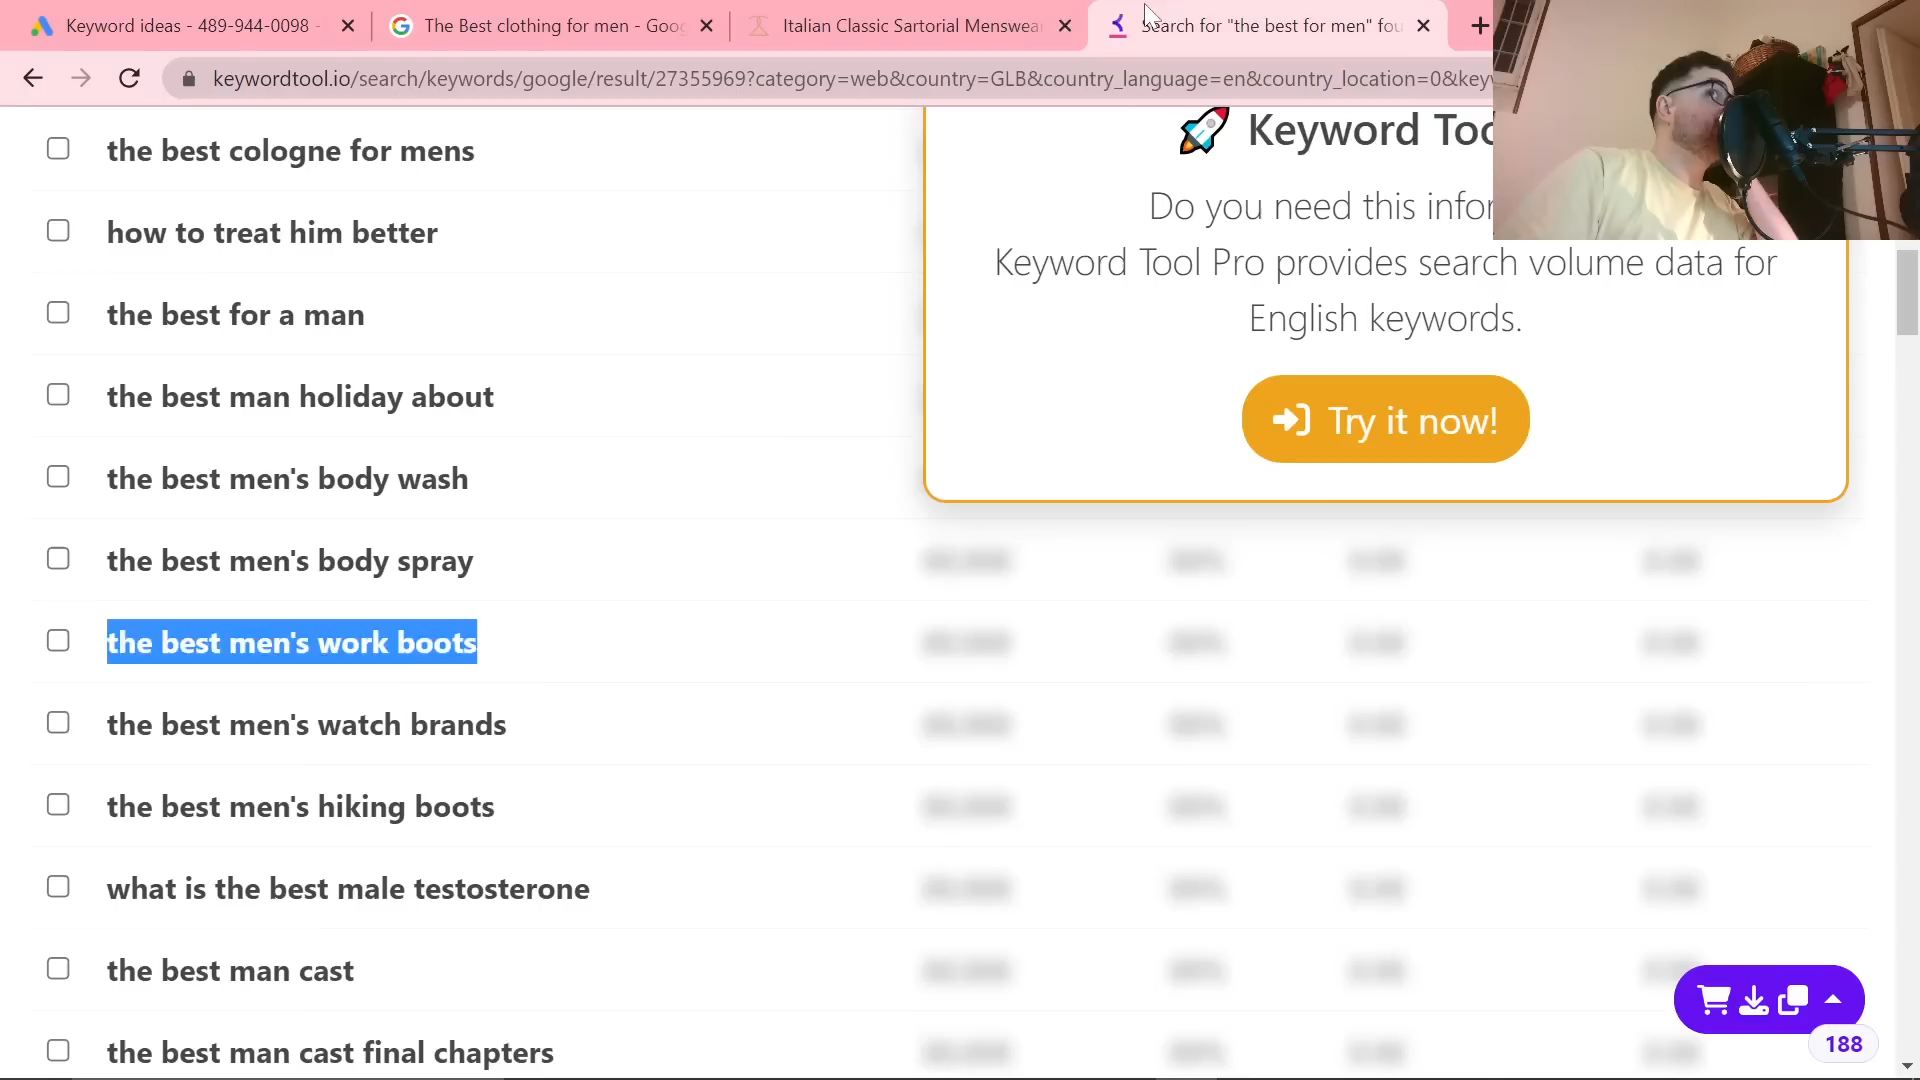 Keyword ideas - 489-944-0098 -
The Best clothing for men - Goog
Italian Classic Sartorial Menswear
Search for "the best for men" fou
keywordtool.io/search/keywords/google/result/27355969?category=web&country=GLB&country_language=en&country_location=0&keyw
the best cologne for mens
how to treat him better
the best for a man
the best man holiday about
the best men's body wash
the best men's body spray
the best men's work boots
the best men's watch brands
the best men's hiking boots
what is the best male testosterone
the best man cast
the best man cast final chapters
Keyword Too
Do you need this infor
Keyword Tool Pro provides search volume data for
English keywords.
Try it now!
188